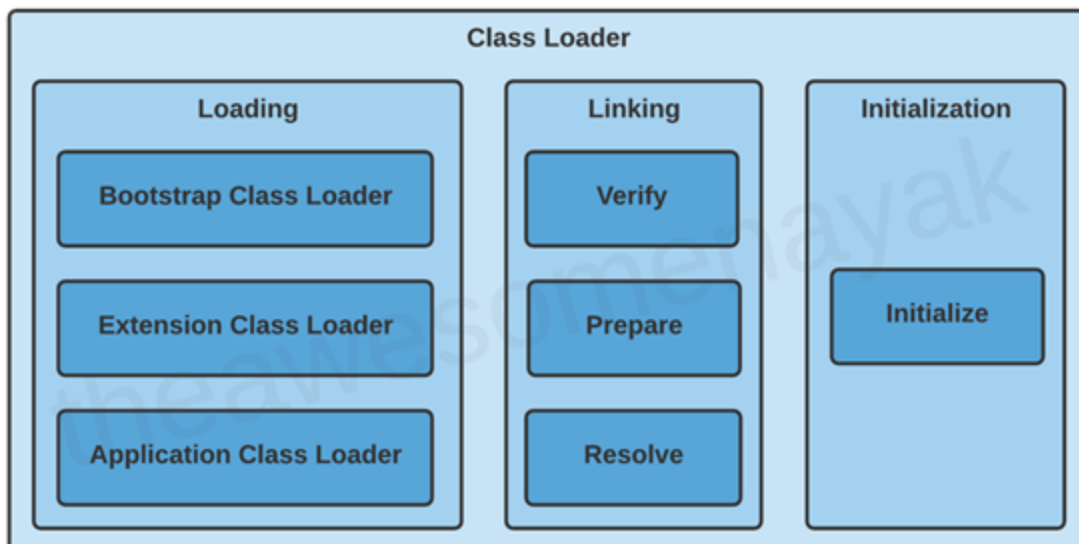 Class Loader
Loading
Bootstrap Class Loader
Extension Class Loader
Application Class Loader
Linking
Verify
Prepare
Resolve
Initialization
Initialize
theawesomenayak